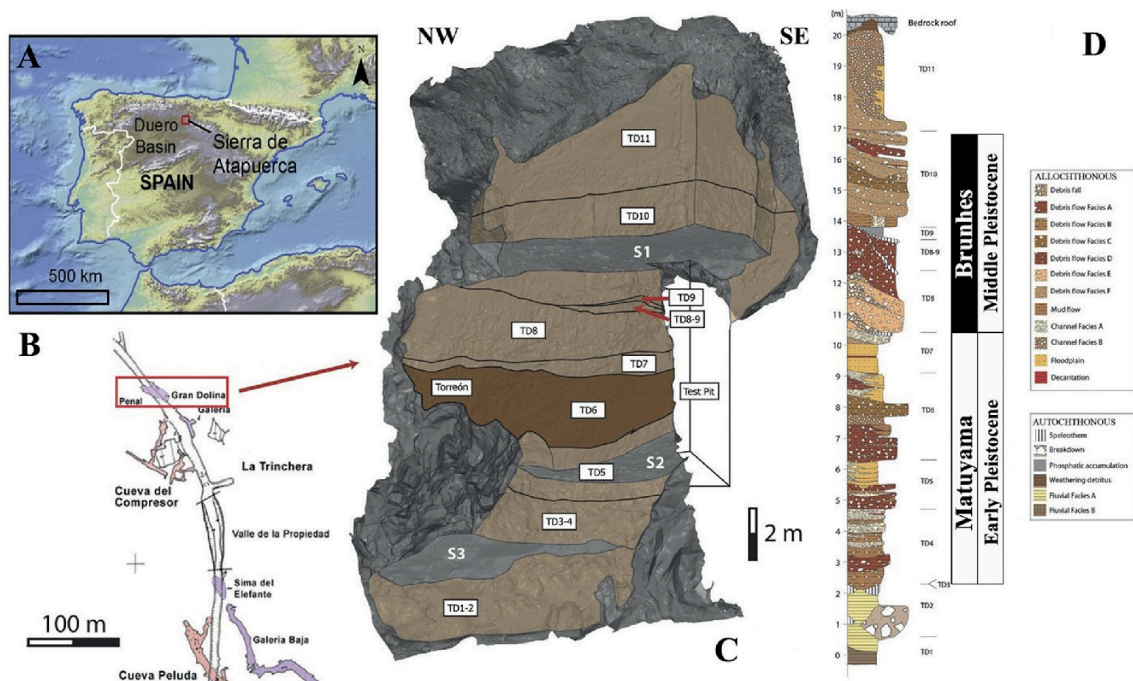 A
N
Duero
Basin
Sierra de
Atapuerca
SPAIN
500 km
B
Penal
Gran Dolina
Galería
La Trinchera
Cueva del
Compresor
Valle de la Propiedad
Sima del
Elefante
100 m
Galería Baja
Cueva Peluda
NW
SE
TD11
TD10
S1
TD9
TD8-9
TD8
TD7
Torreón
TD6
Test Pit
S2
TD5
TD3-4
S3
TD1-2
2 m
C
D
(m)
Bedrock roof
20
19
18
17
16
15
14
13
12
11
10
9
8
7
6
5
4
3
2
1
0
TD11
TD10
TD9
TD8-9
TD8
TD7
TD6
TD5
TD4
TD3
TD2
TD1
Brunhes
Middle Pleistocene
Matuyama
Early Pleistocene
ALLOCHTHONOUS
Debris fall
Debris flow Facies A
Debris flow Facies B
Debris flow Facies C
Debris flow Facies D
Debris flow Facies E
Debris flow Facies F
Mud flow
Channel Facies A
Channel Facies B
Floodplain
Decantation
AUTOCHTHONOUS
Speleothem
Breakdown
Phosphatic accumulation
Weathering detritus
Fluvial Facies A
Fluvial Facies B